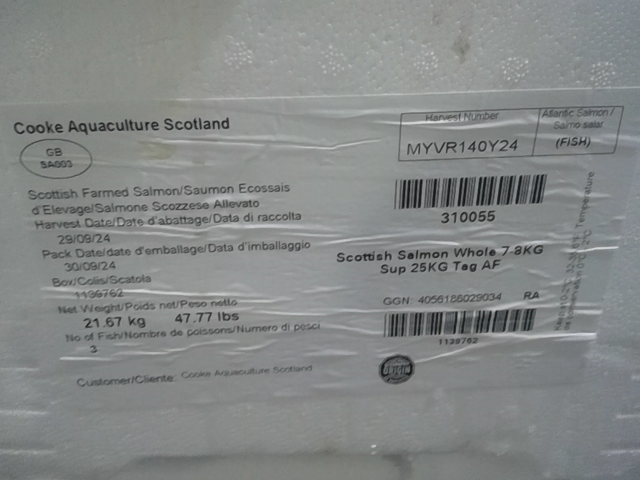 Cooke Aquaculture Scotland
GB
SA003
Harvest Number
MYVR140Y24
Atlantic Salmon /
Salmo salar
(FISH)
Scottish Farmed Salmon/Saumon Ecossais
d'Elevage/Salmone Scozzese Allevato
Harvest Date/Date d'abattage/Data di raccolta
29/09/24
Pack Date/date d'emballage/Data d'imballaggio
30/09/24
Box/Colis/Scatola
1139762
Net Weight/Poids net/Peso netto
21.67 kg 47.77 lbs
No of Fish/Nombre de poissons/Numero di pesci
3
Customer/Cliente: Cooke Aquaculture Scotland
310055
Scottish Salmon Whole 7-8KG
Sup 25KG Tag AF
GGN: 4056186029034 RA
1139762
ORIGIN
Temperature